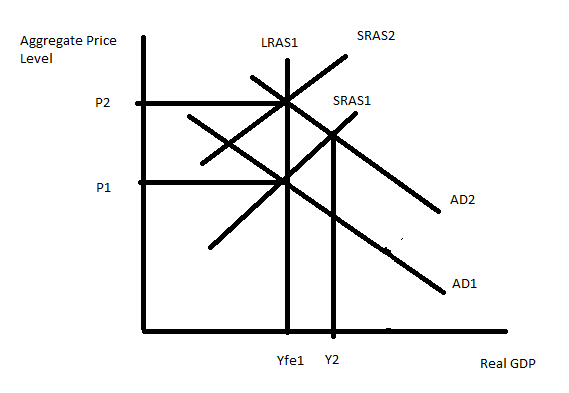 Aggregate Price
Level
LRAS1
SRAS2
P2
SRAS1
P1
AD2
AD1
Yfe1
Y2
Real GDP